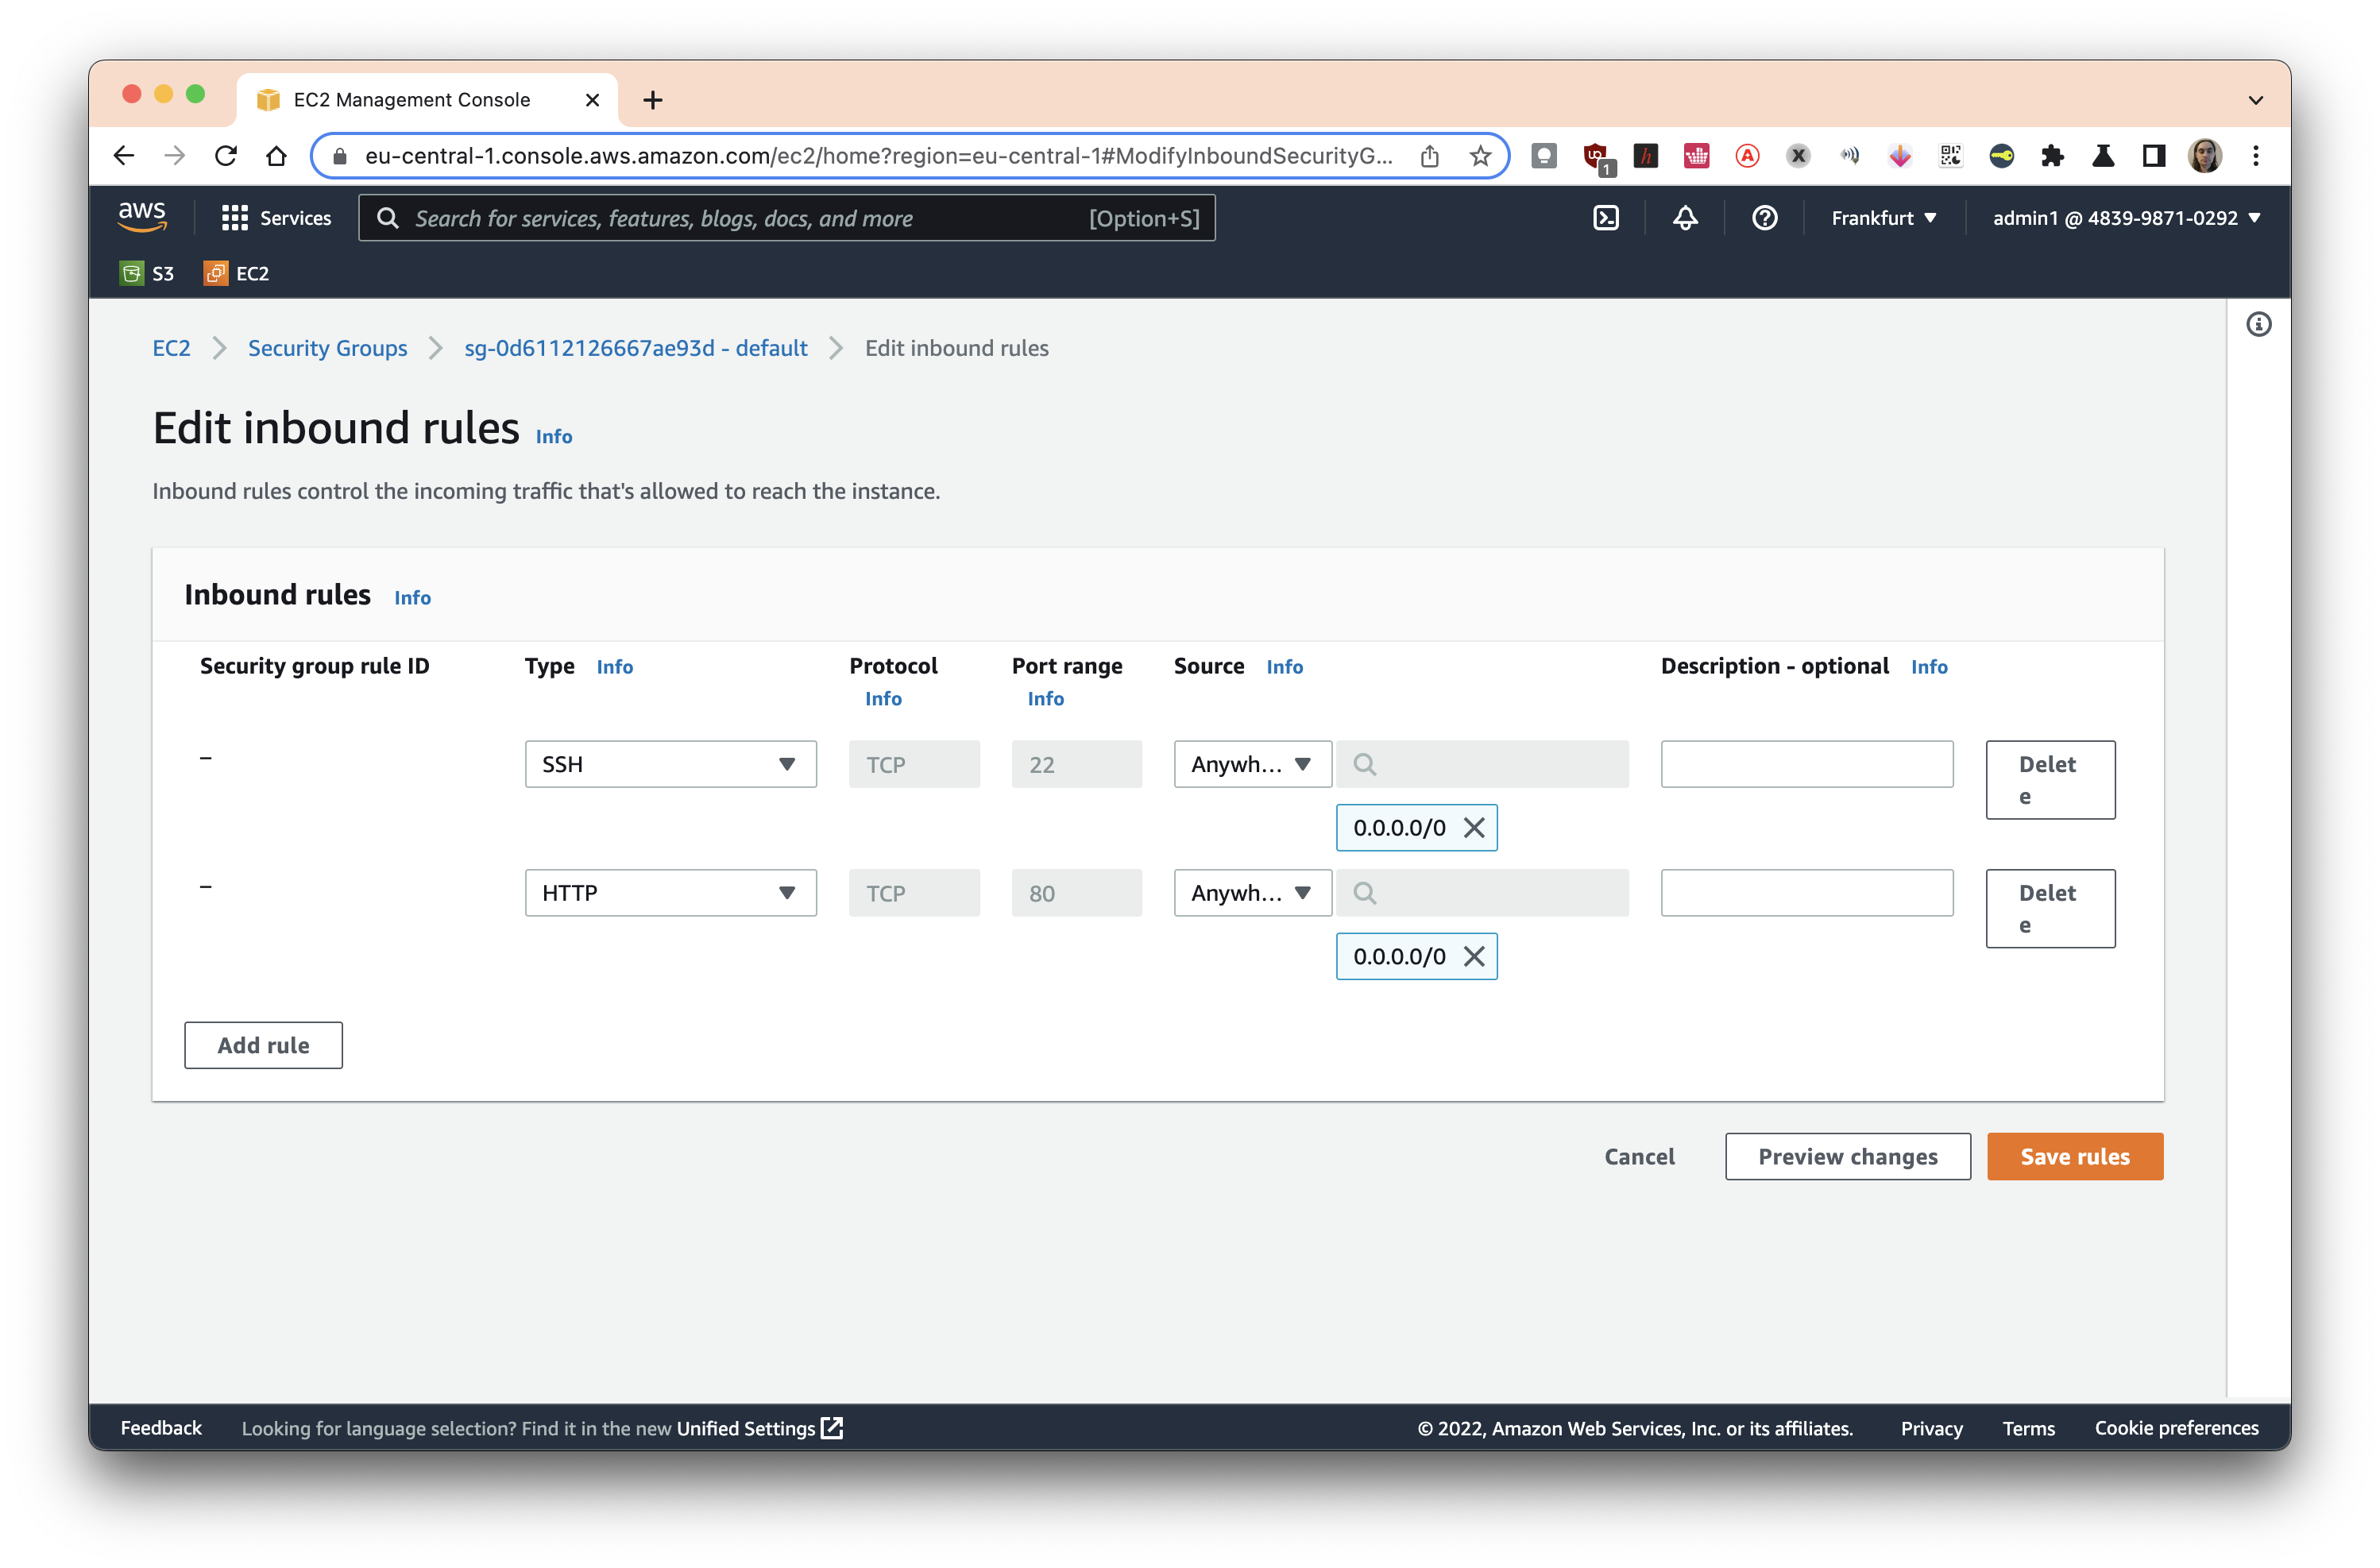 EC2 Management Console
eu-central-1.console.aws.amazon.com/ec2/home?region=eu-central-1#ModifyInboundSecurityG...
1
aws
Services
Search for services, features, blogs, docs, and more
[Option+S]
Frankfurt
admin1 @ 4839-9871-0292
S3
EC2
EC2
Security Groups
sg-0d6112126667ae93d - default
Edit inbound rules
Edit inbound rules Info
Inbound rules control the incoming traffic that's allowed to reach the instance.
Inbound rules Info
Security group rule ID
Type Info
Protocol
Info
Port range
Info
Source Info
Description - optional Info
–
SSH
TCP
22
Anywh...
0.0.0.0/0
Delet
e
–
HTTP
TCP
80
Anywh...
0.0.0.0/0
Delet
e
Add rule
Cancel
Preview changes
Save rules
Feedback
Looking for language selection? Find it in the new Unified Settings
© 2022, Amazon Web Services, Inc. or its affiliates.
Privacy
Terms
Cookie preferences